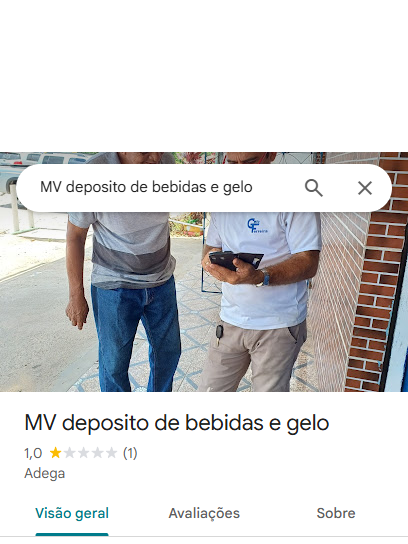 MV deposito de bebidas e gelo
MV deposito de bebidas e gelo
1,0 (1)
Adega
Visão geral Avaliações Sobre